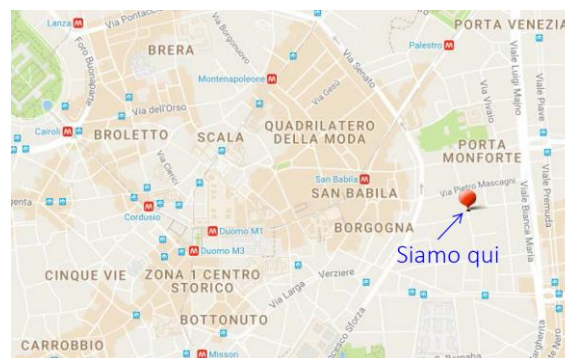 Lanza
Via Pontaccio
PORTA VENEZIA
BRERA
Via Borgonuovo
Palestro
Foro Buonaparte
Via Senato
Montenapoleone
Via Gesù
Viale Luigi Majno
Viale Piave
Via dell'Orso
Via Vivaio
Cairoli
BROLETTO
SCALA
QUADRILATERO
DELLA MODA
PORTA
MONFORTE
Via Clerici
San Babila
SAN BABILA
Via Pietro Mascagni
Viale Bianca Maria
Viale Premuda
Cordusio
Duomo M1
BORGOGNA
Duomo M3
Siamo qui
CINQUE VIE
ZONA 1 CENTRO
STORICO
Verziere
Via Larga
BOTTONUTO
CARROBBIO
Missori